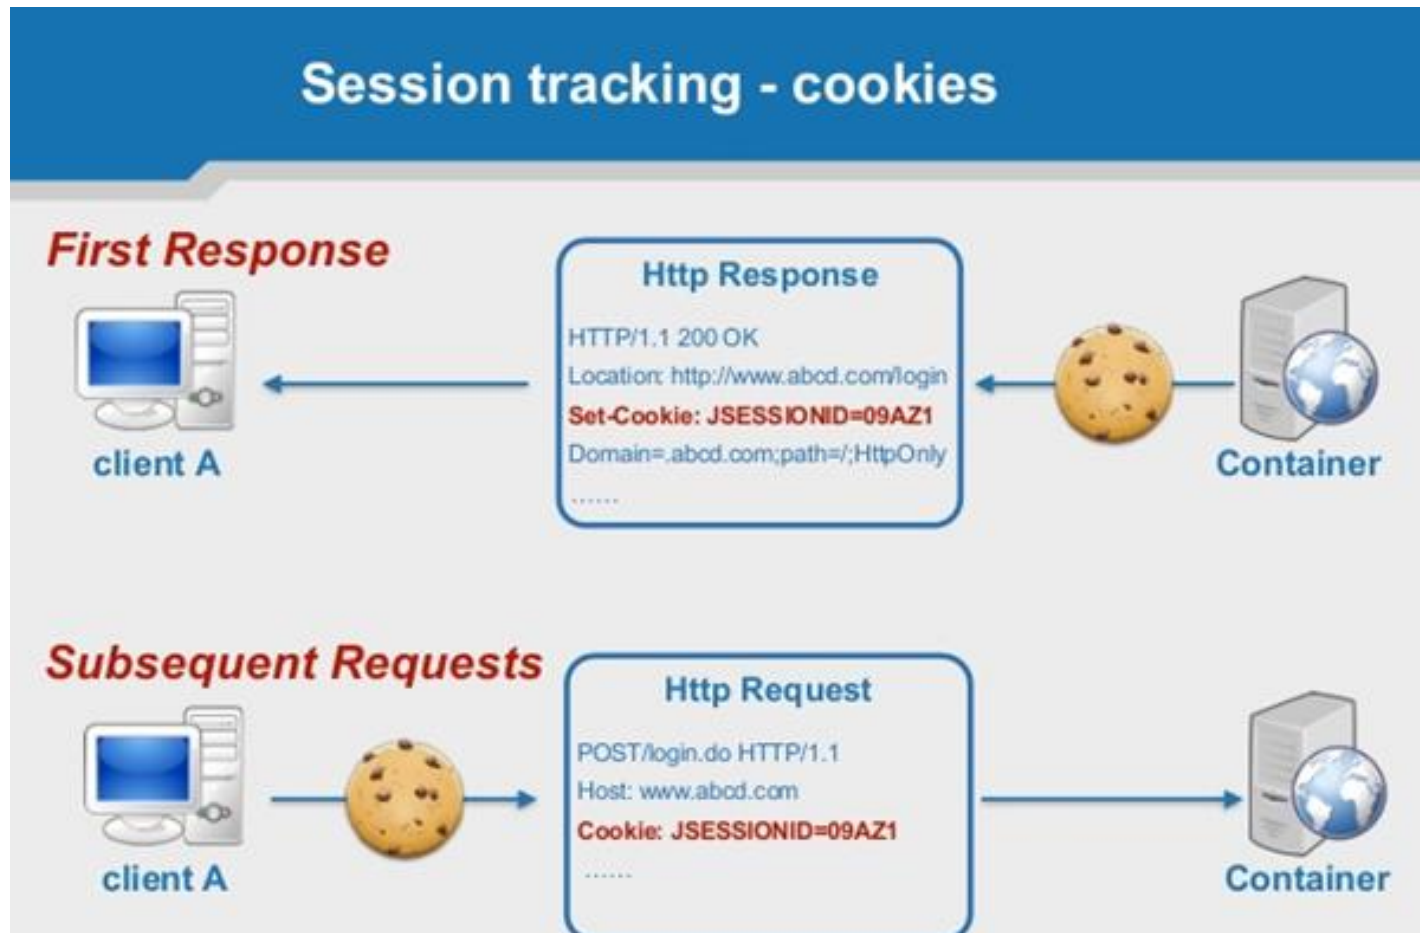 Session tracking - cookies
First Response
Http Response
HTTP/1.1 200 OK
Location: http://www.abcd.com/login
Set-Cookie: JSESSIONID=09AZ1
Domain=.abcd.com;path=/;HttpOnly
......
client A
Container
Subsequent Requests
Http Request
POST/login.do HTTP/1.1
Host: www.abcd.com
Cookie: JSESSIONID=09AZ1
......
client A
Container